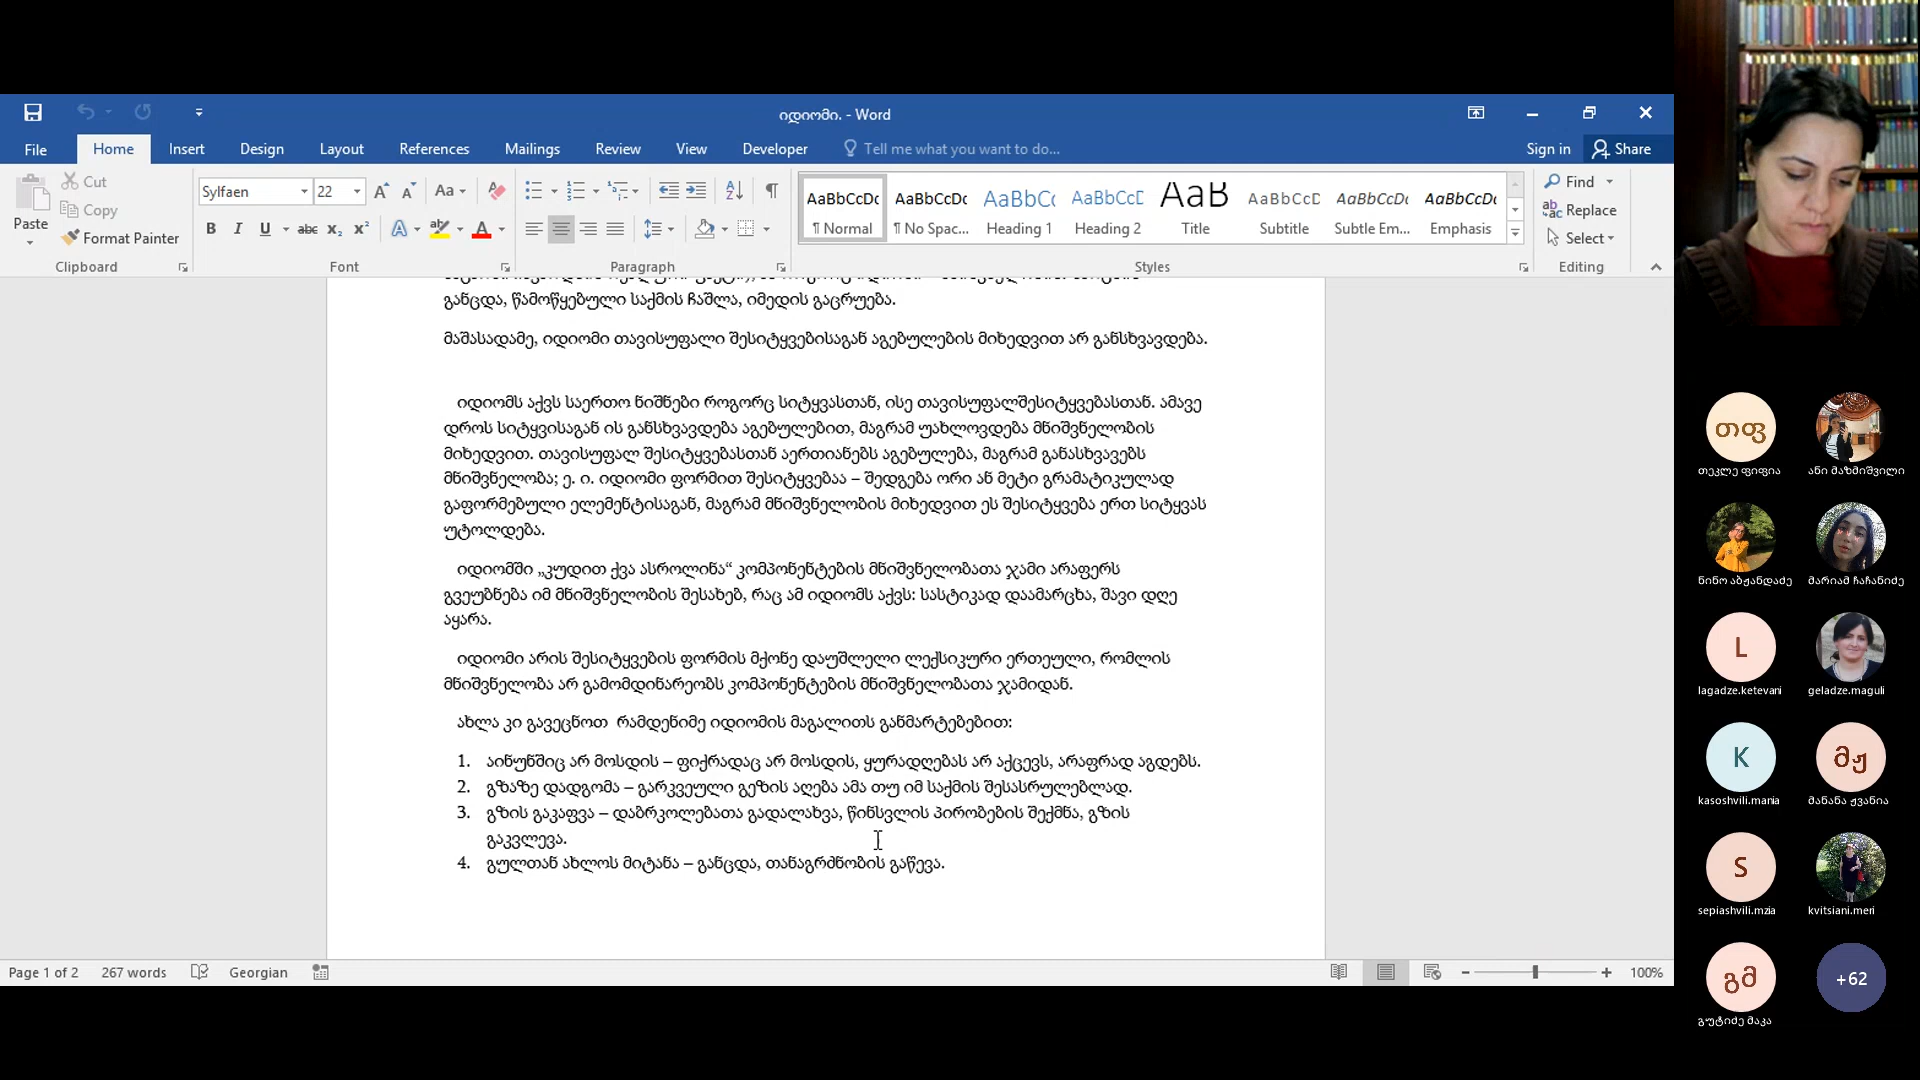 იდიომი. - Word
File
Home
Insert
Design
Layout
References
Mailings
Review
View
Developer
Tell me what you want to do...
Sign in
Share
Paste
Cut
Copy
Format Painter
Clipboard
Sylfaen
22
Font
Paragraph
AaBbCcDc
¶ Normal
AaBbCcDc
¶ No Spac...
AaBbCc
Heading 1
AaBbCcD
Heading 2
AaB
Title
AaBbCcD
Subtitle
AaBbCcDc
Subtle Em...
AaBbCcDc
Emphasis
Styles
Find
Replace
Select
Editing
განცდა, წამოწყებული საქმის ჩაშლა, იმედის გაცრუება.
მაშასადამე, იდიომი თავისუფალი შესიტყვებისაგან აგებულების მიხედვით არ განსხვავდება.
იდიომს აქვს საერთო ნიშნები როგორც სიტყვასთან, ისე თავისუფალშესიტყვებასთან. ამავე
დროს სიტყვისაგან ის განსხვავდება აგებულებით, მაგრამ უახლოვდება მნიშვნელობის
მიხედვით. თავისუფალ შესიტყვებასთან აერთიანებს აგებულება, მაგრამ განასხვავებს
მნიშვნელობა; ე. ი. იდიომი ფორმით შესიტყვებაა – შედგება ორი ან მეტი გრამატიკულად
გაფორმებული ელემენტისაგან, მაგრამ მნიშვნელობის მიხედვით ეს შესიტყვება ერთ სიტყვას
უტოლდება.
იდიომში „კუდით ქვა ასროლინა“ კომპონენტების მნიშვნელობათა ჯამი არაფერს
გვეუბნება იმ მნიშვნელობის შესახებ, რაც ამ იდიომს აქვს: სასტიკად დაამარცხა, შავი დღე
აყარა.
იდიომი არის შესიტყვების ფორმის მქონე დაუშლელი ლექსიკური ერთეული, რომლის
მნიშვნელობა არ გამომდინარეობს კომპონენტების მნიშვნელობათა ჯამიდან.
ახლა კი გავეცნოთ რამდენიმე იდიომის მაგალითს განმარტებებით:
1. აინუნშიც არ მოსდის – ფიქრადაც არ მოსდის, ყურადღებას არ აქცევს, არაფრად აგდებს.
2. გზაზე დადგომა – გარკვეული გეზის აღება ამა თუ იმ საქმის შესასრულებლად.
3. გზის გაკაფვა – დაბრკოლებათა გადალახვა, წინსვლის პირობების შექმნა, გზის
გაკვლევა.
4. გულთან ახლოს მიტანა – განცდა, თანაგრძნობის გაწევა.
Page 1 of 2
267 words
Georgian
100%
თფ
თეკლე ფიფია
ანი მაზმიშვილი
ნინო აბჟანდაძე
მარიამ ჩაჩანიძე
L
lagadze.ketevani
geladze.maguli
K
kasoshvili.mania
მჟ
მანანა ჟვანია
S
sepiashvili.mzia
kvitsiani.meri
გმ
გუტიძე მაკა
+62